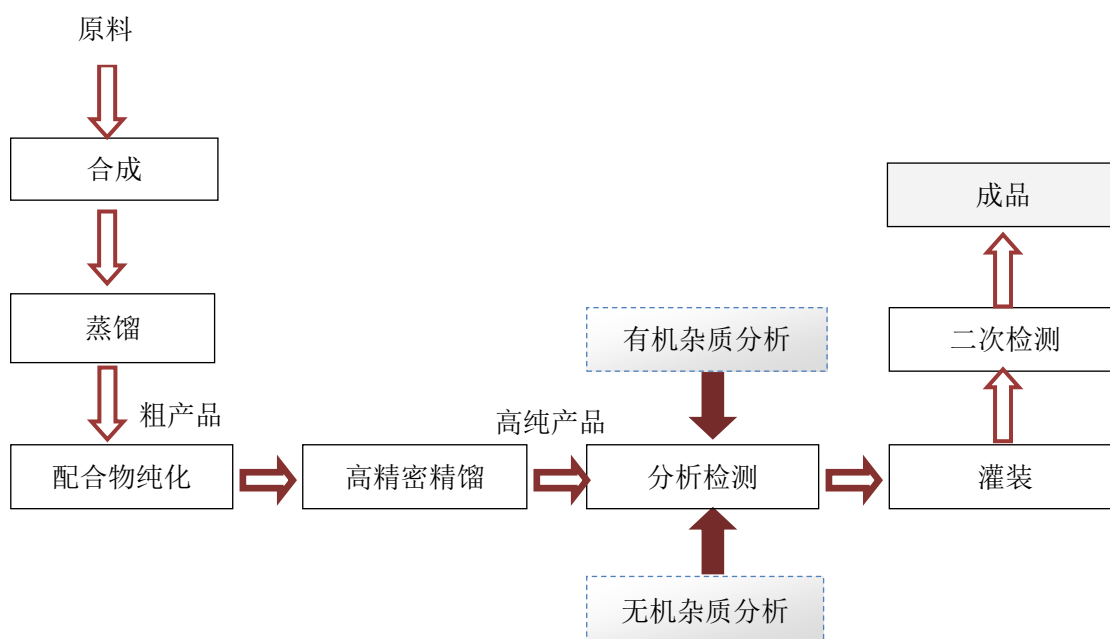 原料
合成
蒸馏
粗产品
配合物纯化
高精密精馏
高纯产品
有机杂质分析
分析检测
无机杂质分析
灌装
二次检测
成品